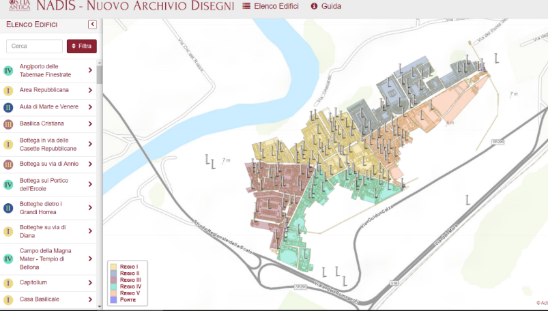 OSTIA
ANTICA
NADIS - Nuovo Archivio Disegni
Elenco Edifici
Guida
Elenco Edifici
Cerca
Filtra
IV
Angiporto delle
Tabernae Finestrate
I
Area Repubblicana
II
Aula di Marte e Venere
III
Basilica Cristiana
I
Bottega in via delle
Casette Repubblicane
III
Bottega su via di Annio
IV
Bottega sul Portico
dell'Ercole
II
Botteghe dietro i
Grandi Horrea
I
Botteghe su via di
Diana
IV
Campo della Magna
Mater - Tempio di
Bellona
I
Capitolium
I
Casa Basilicale
Regio I
Regio II
Regio III
Regio IV
Regio V
Fonte